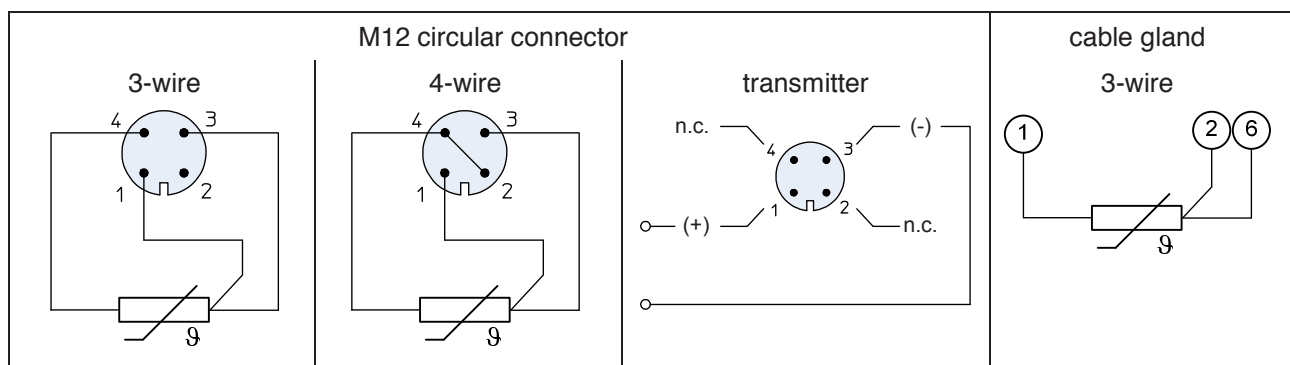 M12 circular connector
cable gland
3-wire
4-wire
transmitter
3-wire
4
3
1
2
ϑ
4
3
1
2
ϑ
n.c.
(-)
4
3
1
2
(+)
n.c.
1
2
6
ϑ